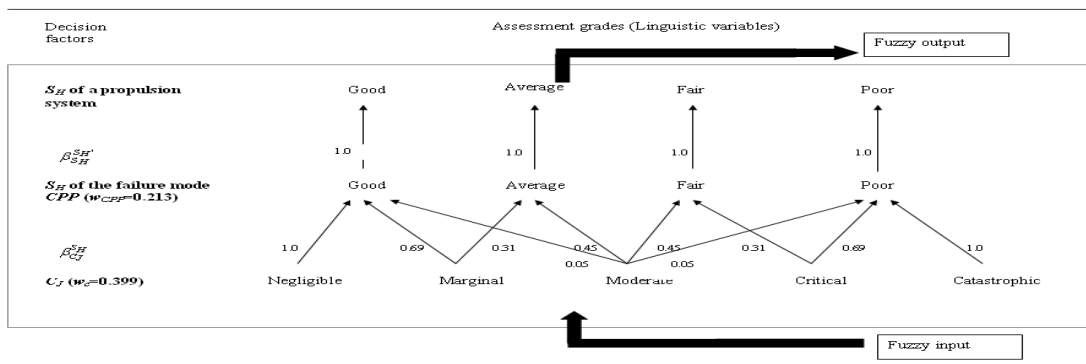 Decision
factors
Assessment grades (Linguistic variables)
Fuzzy output
S_H of a propulsion
system
Good
Average
Fair
Poor
β_{S_H}^{S_H'}
1.0
1.0
1.0
1.0
S_H of the failure mode
CPP (w_{CPP}=0.213)
Good
Average
Fair
Poor
β_{C_J}^{S_H}
1.0
0.69
0.31
0.45
0.45
0.31
0.69
1.0
0.05
0.05
C_J (w_c=0.399)
Negligible
Marginal
Moderate
Critical
Catastrophic
Fuzzy input